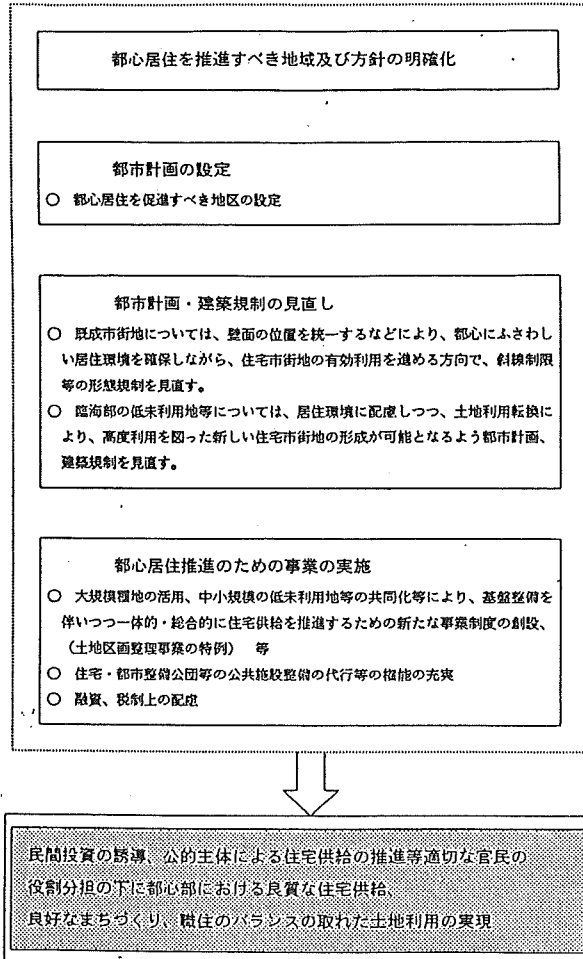 都心居住を推進すべき地域及び方針の明確化
都市計画の設定
○ 都心居住を促進すべき地区の設定
都市計画・建築規制の見直し
○ 既成市街地については、壁面の位置を統一するなどにより、都心にふさわし
い居住環境を確保しながら、住宅市街地の有効利用を進める方向で、斜線制限
等の形態規制を見直す。
○ 臨海部の低未利用地等については、居住環境に配慮しつつ、土地利用転換に
より、高度利用を図った新しい住宅市街地の形成が可能となるよう都市計画、
建築規制を見直す。
都心居住推進のための事業の実施
○ 大規模種地の活用、中小規模の低未利用地等の共同化等により、基盤整備を
伴いつつ一体的・総合的に住宅供給を推進するための新たな事業制度の創設、
（土地区画整理事業の特例） 等
○ 住宅・都市整備公団等の公共施設整備の代行等の機能の充実
○ 融資、税制上の配慮
民間投資の誘導、公的主体による住宅供給の推進等適切な官民の
役割分担の下に都心部における良質な住宅供給、
良好なまちづくり、職住のバランスの取れた土地利用の実現